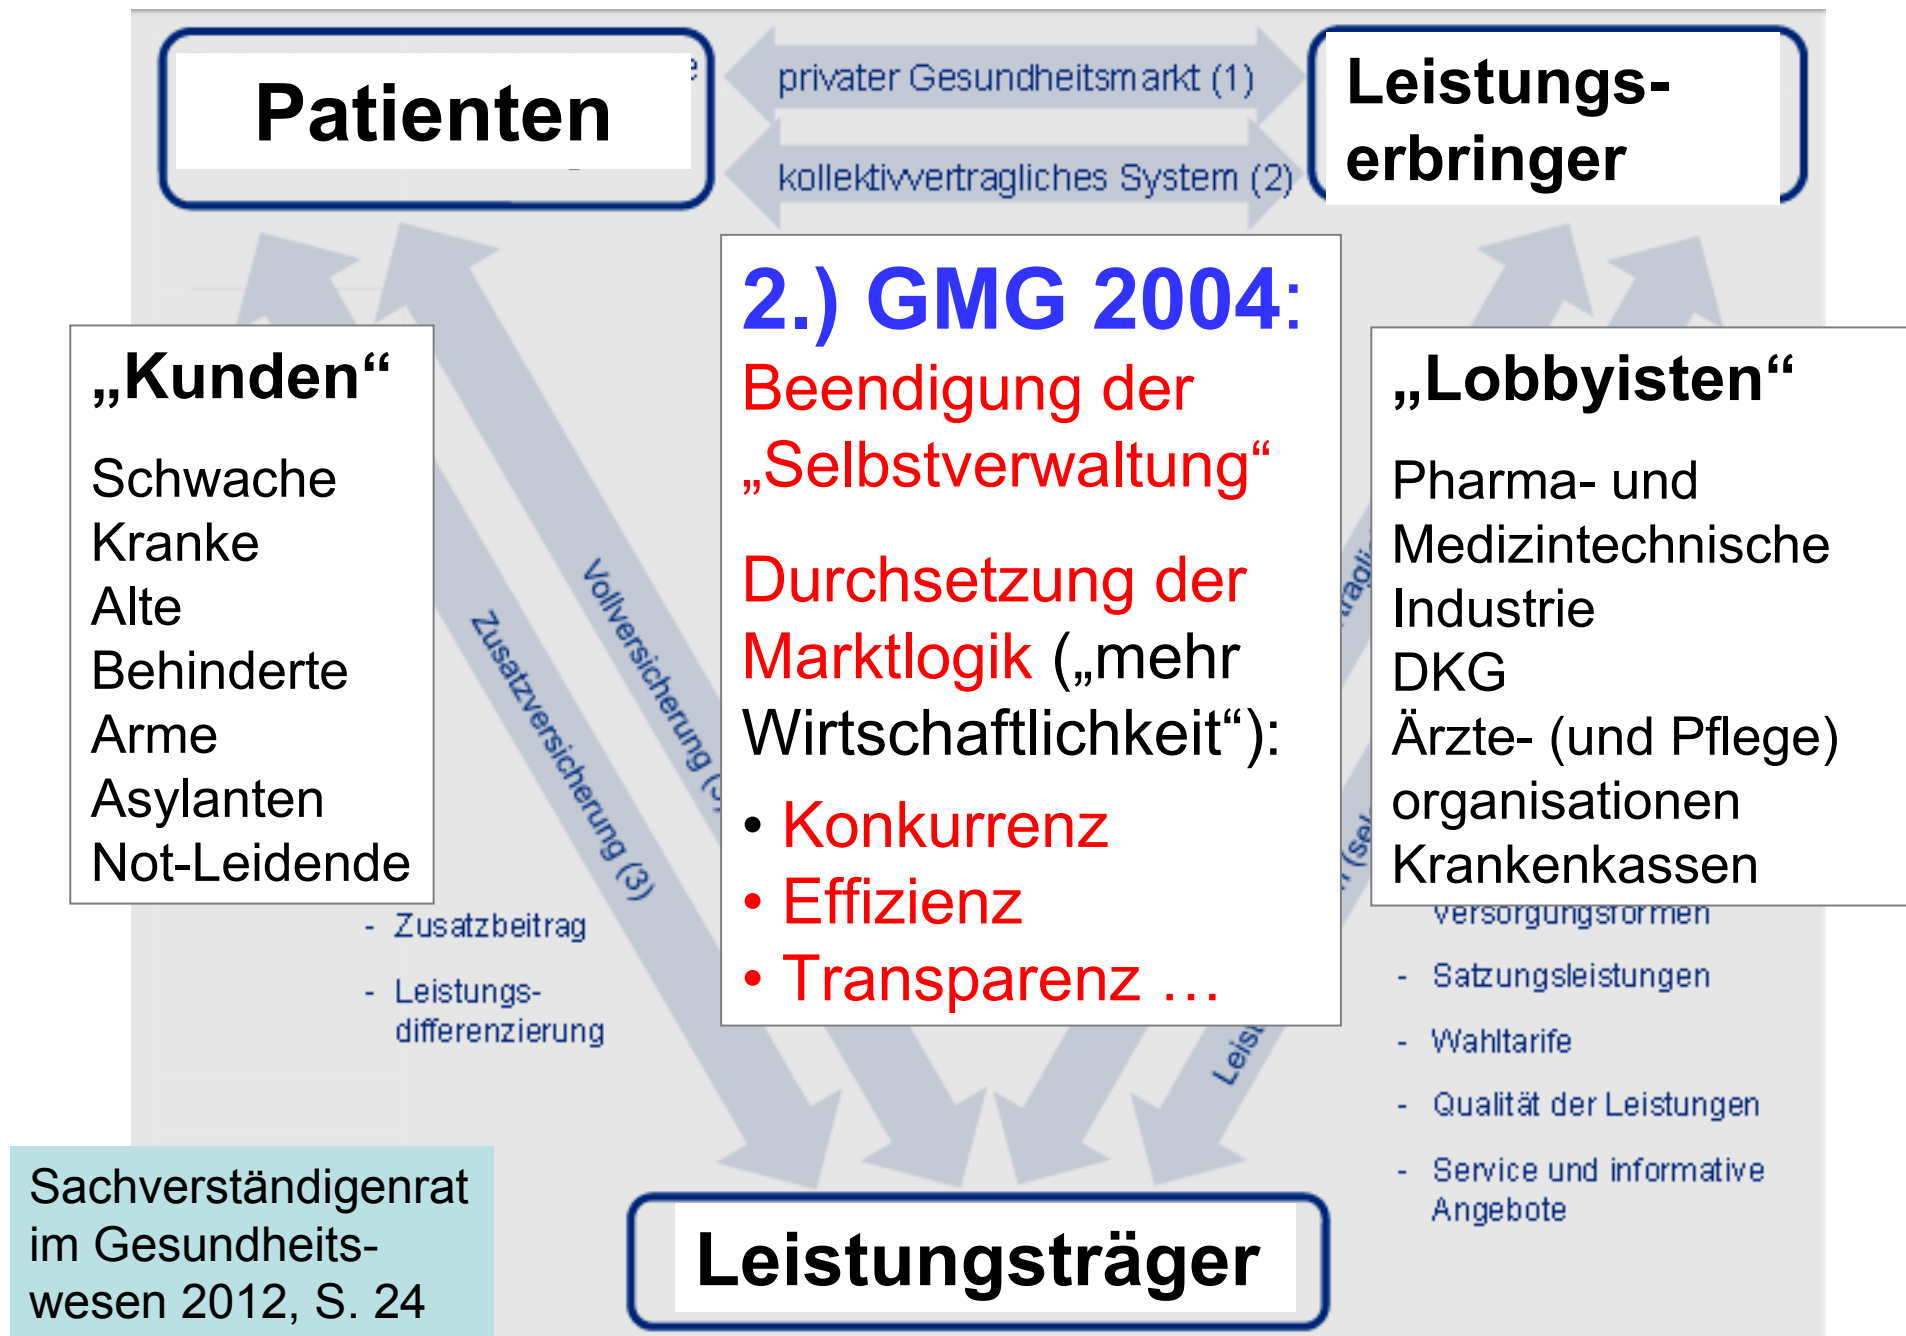 Patienten
privater Gesundheitsmarkt (1)
kollektivvertragliches System (2)
Leistungs-
erbringer
„Kunden“
Schwache
Kranke
Alte
Behinderte
Arme
Asylanten
Not-Leidende
Zusatzversicherung (3)
Vollversicherung
2.) GMG 2004:
Beendigung der
„Selbstverwaltung“
Durchsetzung der
Marktlogik („mehr
Wirtschaftlichkeit“):
• Konkurrenz
• Effizienz
• Transparenz …
„Lobbyisten“
Pharma- und
Medizintechnische
Industrie
DKG
Ärzte- (und Pflege)
organisationen
Krankenkassen
- Zusatzbeitrag
- Leistungs-
differenzierung
Versorgungsformen
- Satzungsleistungen
- Wahltarife
- Qualität der Leistungen
- Service und informative
Angebote
Sachverständigenrat
im Gesundheits-
wesen 2012, S. 24
Leistungsträger